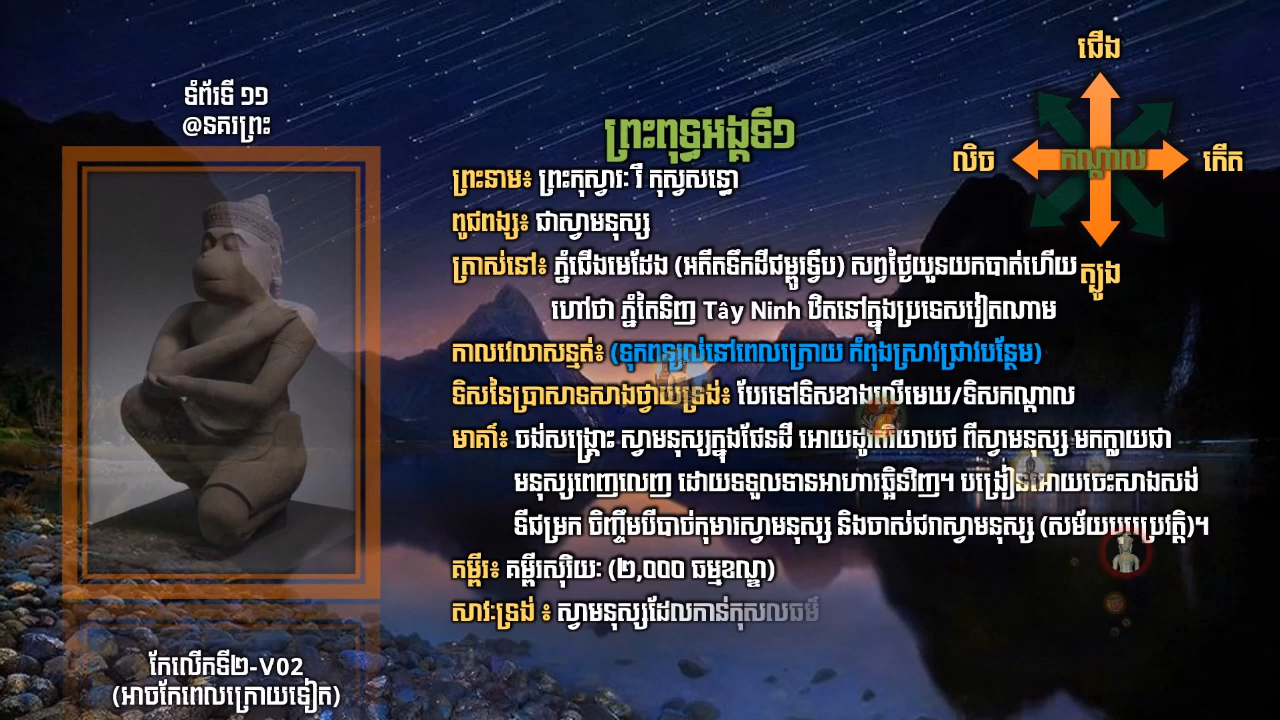 ទំព័រទី ១១
@នគរព្រះ
ជើង
លិច
កណ្តាល
កើត
ត្បូង
ព្រះពុទ្ធអង្គទី១
ព្រះនាម៖ ព្រះកុស្វារៈ រឺ កុស្វសន្ធោ
ពូជពង្ស៖ ជាស្វាមនុស្ស
ត្រាស់នៅ៖ ភ្នំជើងមេដែង (អតីតទឹកដីជម្ពូទ្វីប) សព្វថ្ងៃយួនយកបាត់ហើយ
ហៅថា ភ្នំតៃនិញ Tây Ninh ឋិតនៅក្នុងប្រទេសវៀតណាម
កាលវេលាសន្មត់៖ (ទុកពន្យល់នៅពេលក្រោយ កំពុងស្រាវជ្រាវបន្ថែម)
ទិសនៃប្រាសាទសាងថ្វាយទ្រង់៖ បែរទៅទិសខាងលើមេឃ/ទិសកណ្តាល
មាគាំ៖ ចង់សង្គ្រោះ ស្វាមនុស្សក្នុងដែនដី អោយដូរឥរិយាបថ ពីស្វាមនុស្ស មកក្លាយជា
មនុស្សពេញលេញ ដោយទទួលទានអាហារឆ្អិនវិញ។ បង្រៀនអោយចេះសាងសង់
ទីជម្រក ចិញ្ចឹមបីបាច់កុមារស្វាមនុស្ស និងចាស់ជរាស្វាមនុស្ស (សម័យបុរេប្រវត្តិ)។
គម្ពីរ៖ គម្ពីរស៊ុរិយៈ (២,០០០ ធម្មខណ្ឌ)
សាវៈទ្រង់ ៖ ស្វាមនុស្សដែលកាន់កុសលធម៌
កែលើកទី២-V02
(អាចកែពេលក្រោយទៀត)